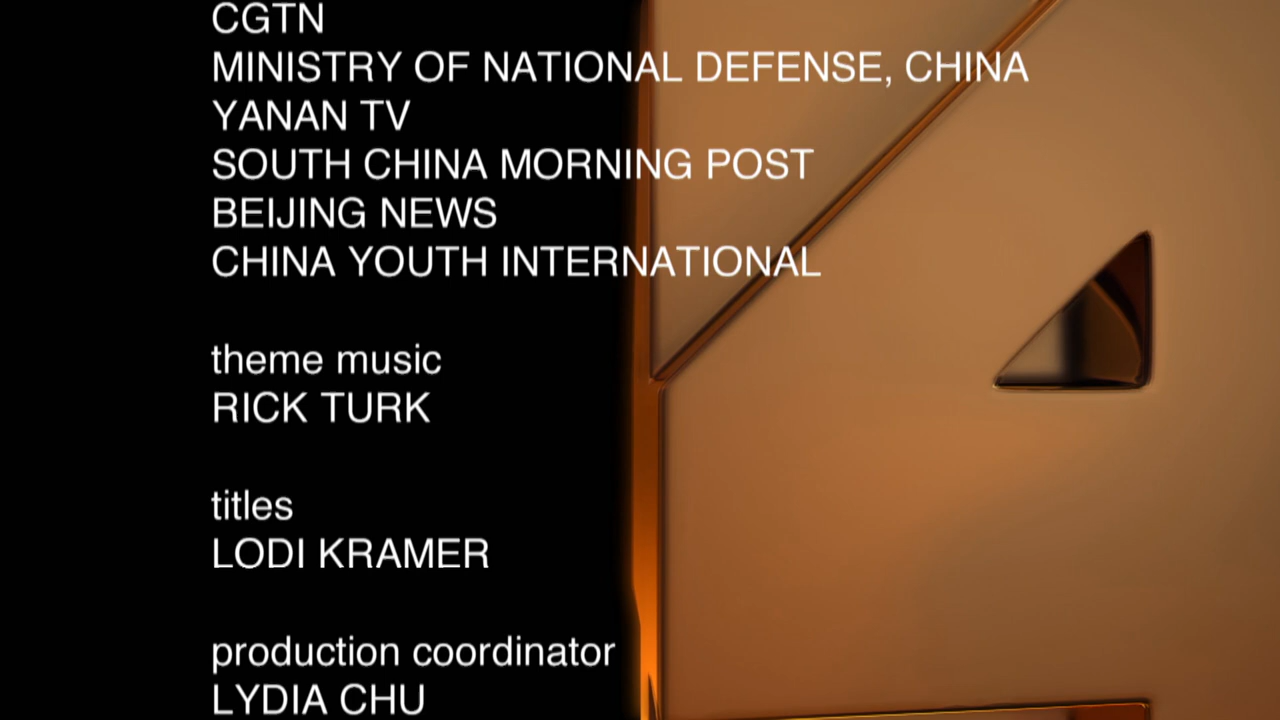 CGTN
MINISTRY OF NATIONAL DEFENSE, CHINA
YANAN TV
SOUTH CHINA MORNING POST
BEIJING NEWS
CHINA YOUTH INTERNATIONAL
theme music
RICK TURK
titles
LODI KRAMER
production coordinator
LYDIA CHU